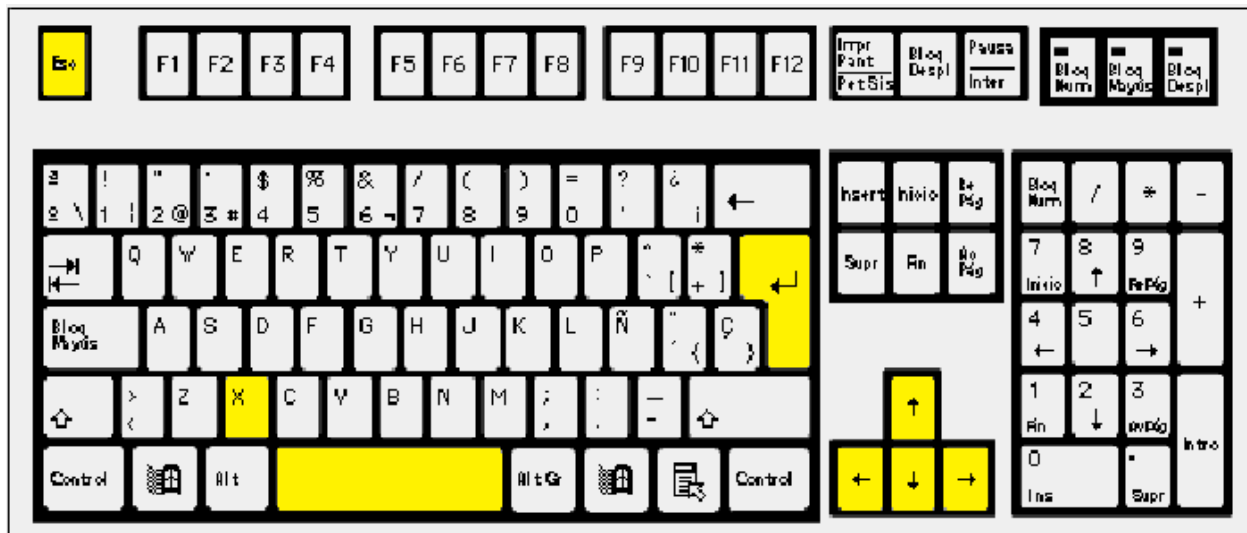 Esc F1 F2 F3 F4 F5 F6 F7 F8 F9 F10 F11 F12 Impr Pant PetSis Bloq Despl Pausa Inter Bloq Num Bloq Mayús Bloq Despl
ª º \ ! 1 | " 2 @ · 3 # $ 4 % 5 & 6 ¬ / 7 ( 8 ) 9 = 0 ? ' ¿ ¡ ← Insert Inicio Re Pág Bloq Num / * -
Q W E R T Y U I O P ^ ` [ * + ] Supr Fin Av Pág 7 Inicio 8 ↑ 9 RePág +
Bloq Mayús A S D F G H J K L Ñ ¨ ´ { Ç } 4 ← 5 6 →
> < Z X C V B N M ; , : . _ - ↑ 1 Fin 2 ↓ 3 AvPág Intro
Control Alt Alt Gr Control ← ↓ → 0 Ins . Supr